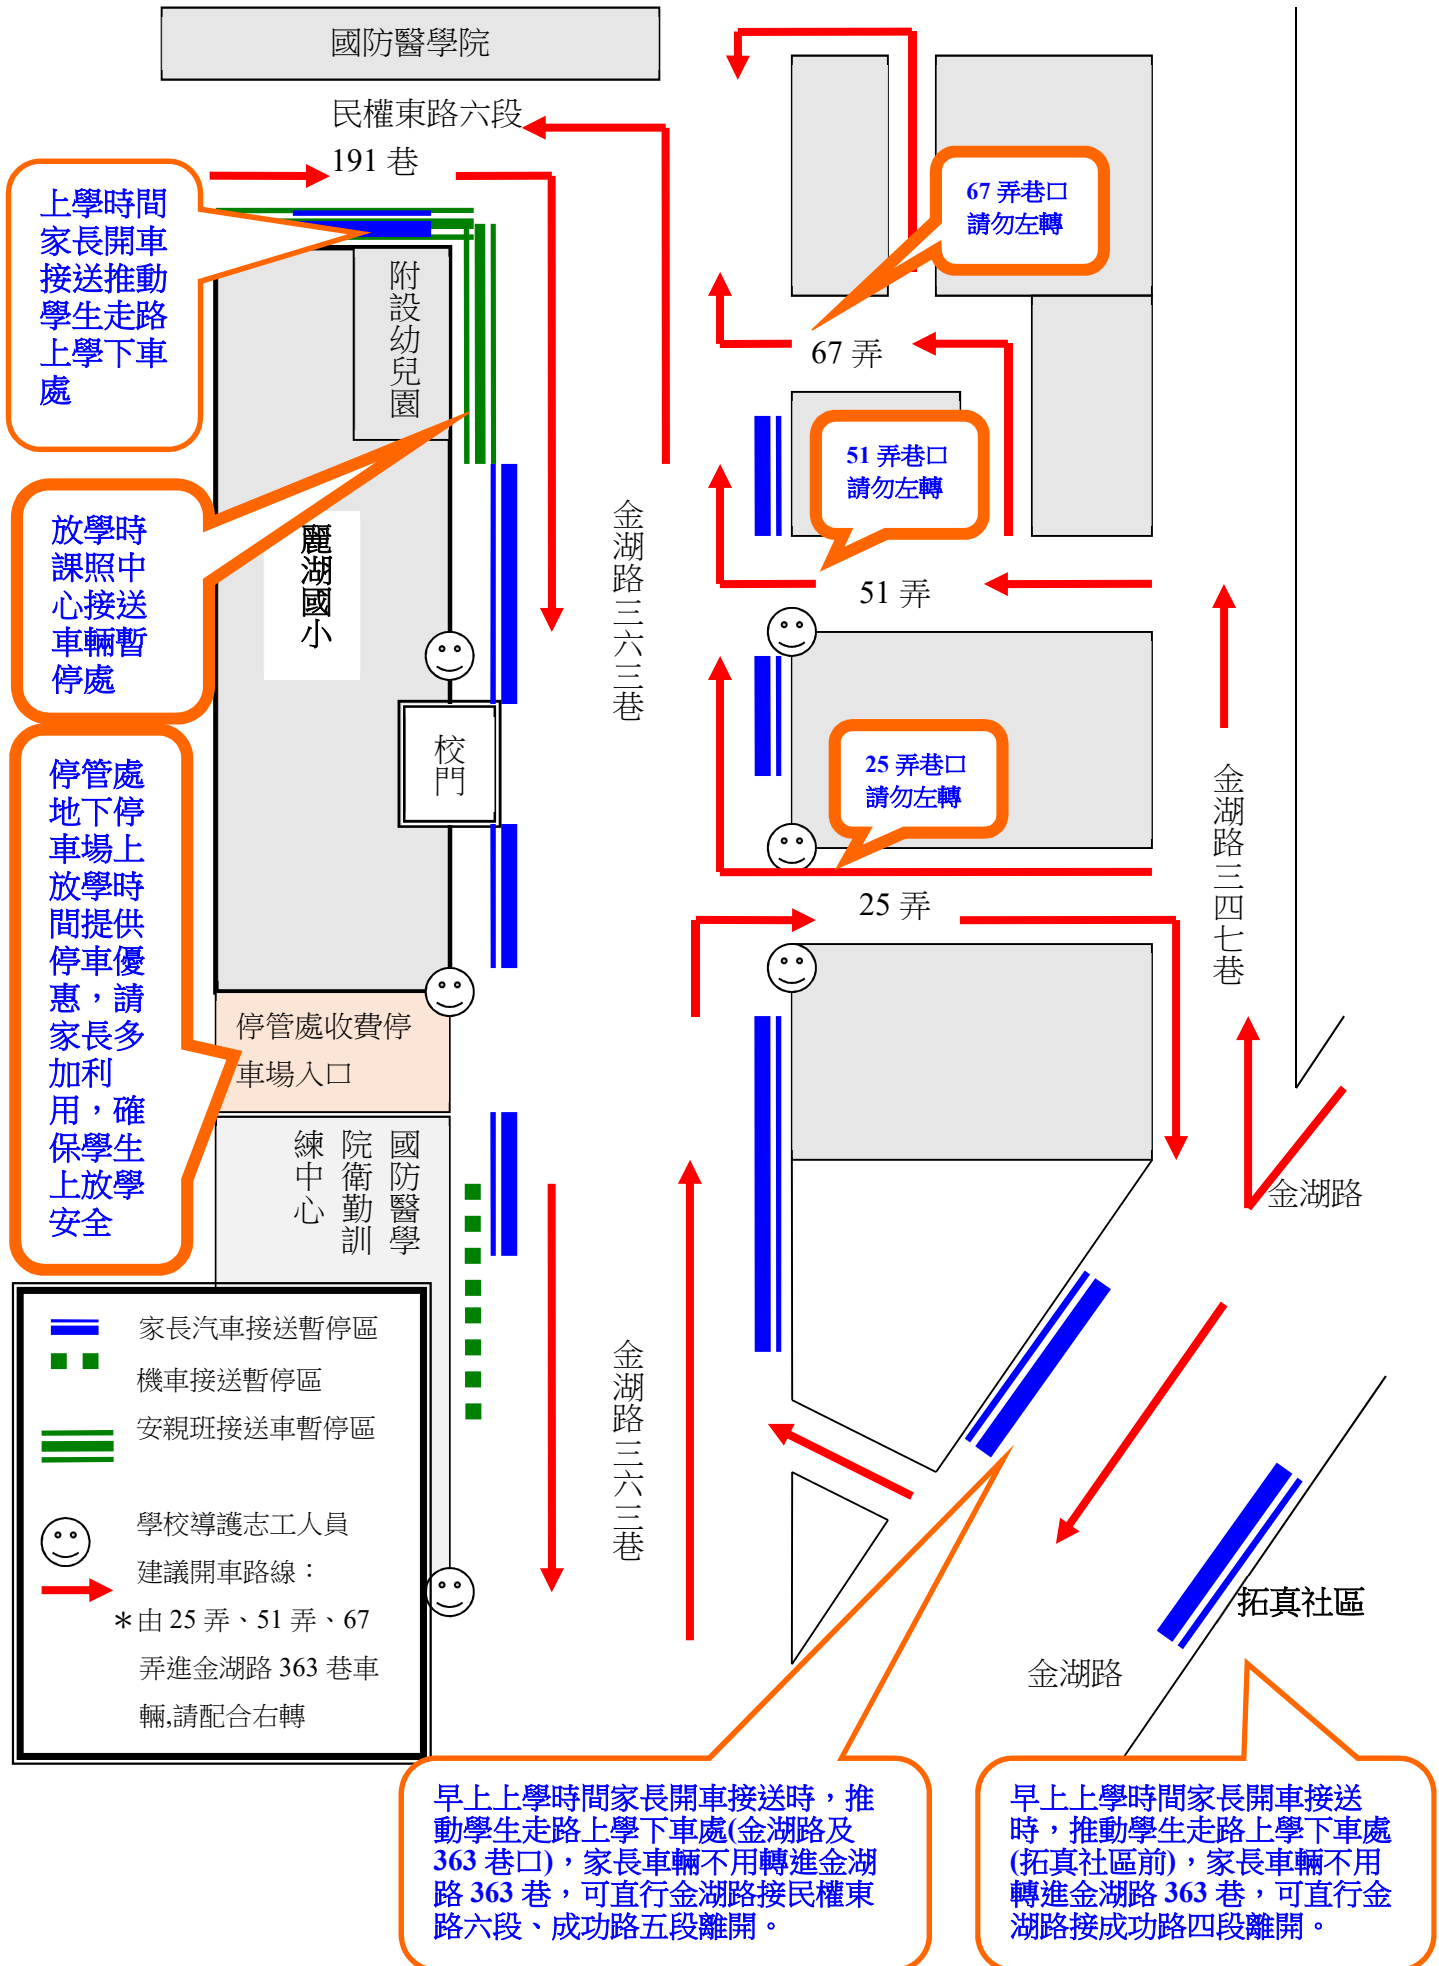 國防醫學院
民權東路六段
191 巷
上學時間
家長開車
接送推動
學生走路
上學下車
處
67 弄巷口
請勿左轉
附設幼兒園
67 弄
51 弄巷口
請勿左轉
放學時
課照中
心接送
車輛暫
停處
麗湖國小
金湖路三六三巷
51 弄
校門
25 弄巷口
請勿左轉
停管處
地下停
車場上
放學時
間提供
停車優
惠，請
家長多
加利
用，確
保學生
上放學
安全
金湖路三四七巷
25 弄
停管處收費停
車場入口
國防醫學
院衛勤訓
練中心
金湖路
金湖路三六三巷
家長汽車接送暫停區
機車接送暫停區
安親班接送車暫停區
學校導護志工人員
建議開車路線：
＊由 25 弄、51 弄、67
弄進金湖路 363 巷車
輛,請配合右轉
拓真社區
金湖路
早上上學時間家長開車接送時，推
動學生走路上學下車處(金湖路及
363 巷口)，家長車輛不用轉進金湖
路 363 巷，可直行金湖路接民權東
路六段、成功路五段離開。
早上上學時間家長開車接送
時，推動學生走路上學下車處
(拓真社區前)，家長車輛不用
轉進金湖路 363 巷，可直行金
湖路接成功路四段離開。